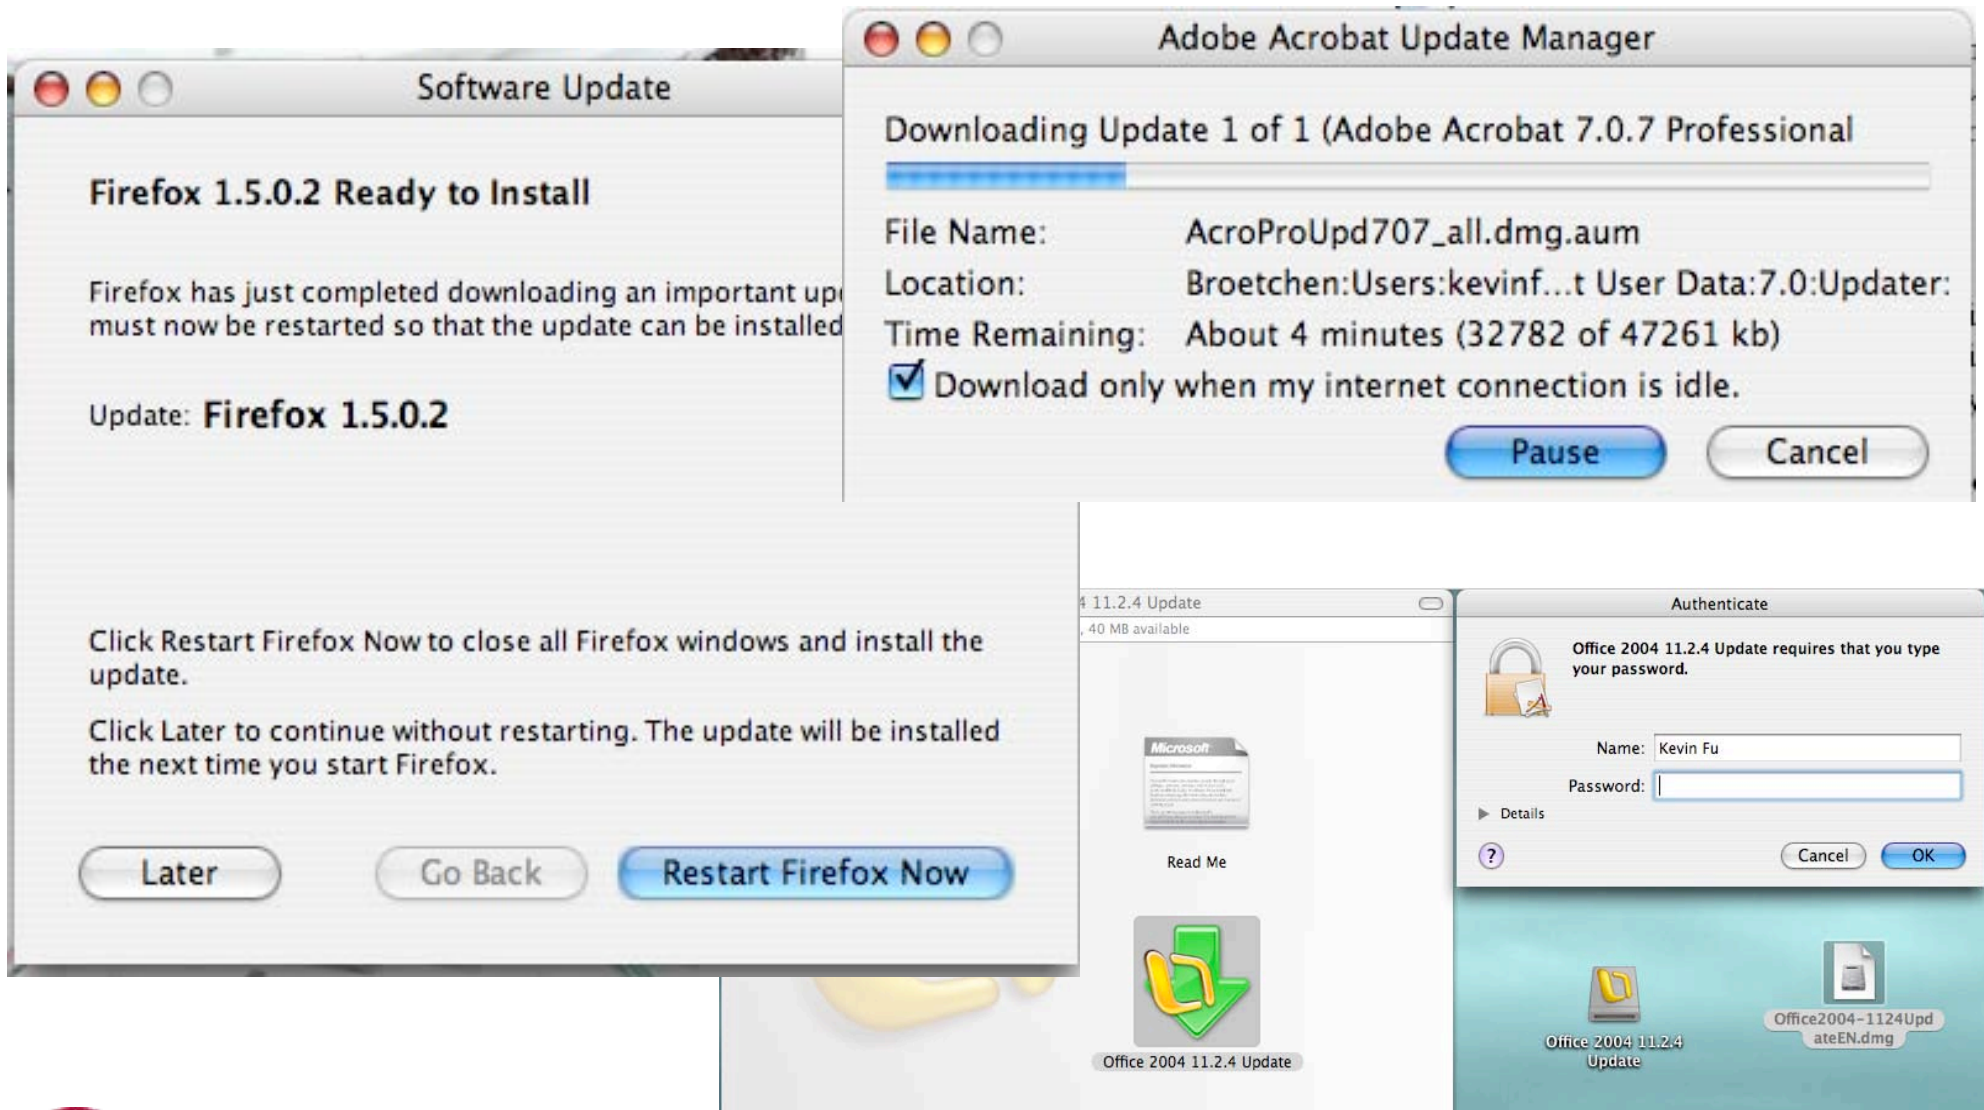 Software Update
Firefox 1.5.0.2 Ready to Install
Firefox has just completed downloading an important
must now be restarted so that the update can be installed
Update: Firefox 1.5.0.2
Click Restart Firefox Now to close all Firefox windows and install the
update.
Click Later to continue without restarting. The update will be installed
the next time you start Firefox.
Later
Go Back
Restart Firefox Now
Adobe Acrobat Update Manager
Downloading Update 1 of 1 (Adobe Acrobat 7.0.7 Professional
File Name: AcroProUpd707_all.dmg.aum
Location: Broetchen:Users:kevinf...t User Data:7.0:Updater:
Time Remaining: About 4 minutes (32782 of 47261 kb)
Download only when my internet connection is idle.
Pause
Cancel
4 11.2.4 Update
, 40 MB available
Microsoft
Read Me
Office 2004 11.2.4 Update
Authenticate
Office 2004 11.2.4 Update requires that you type
your password.
Name: Kevin Fu
Password:
Details
?
Cancel
OK
Office 2004 11.2.4
Update
Office2004-1124Upd
ateEN.dmg